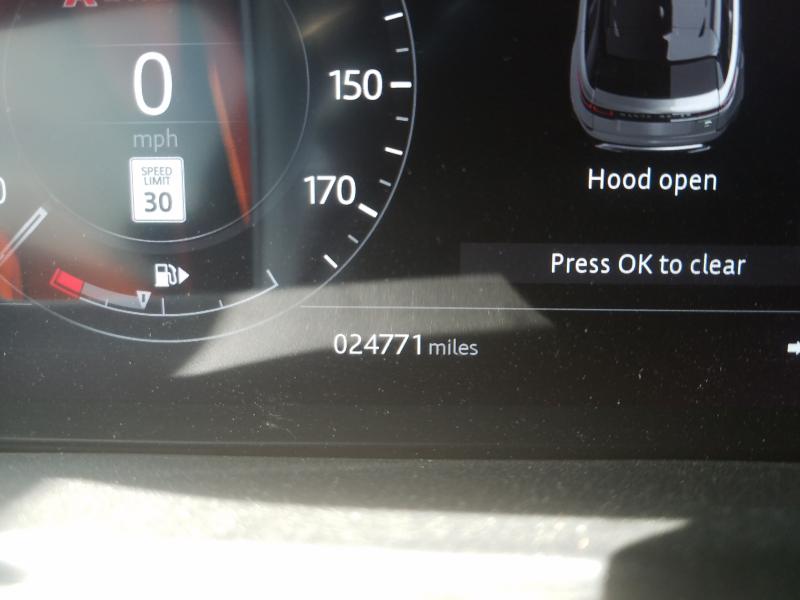 0
mph
SPEED
LIMIT
30
150
170
Hood open
Press OK to clear
024771 miles